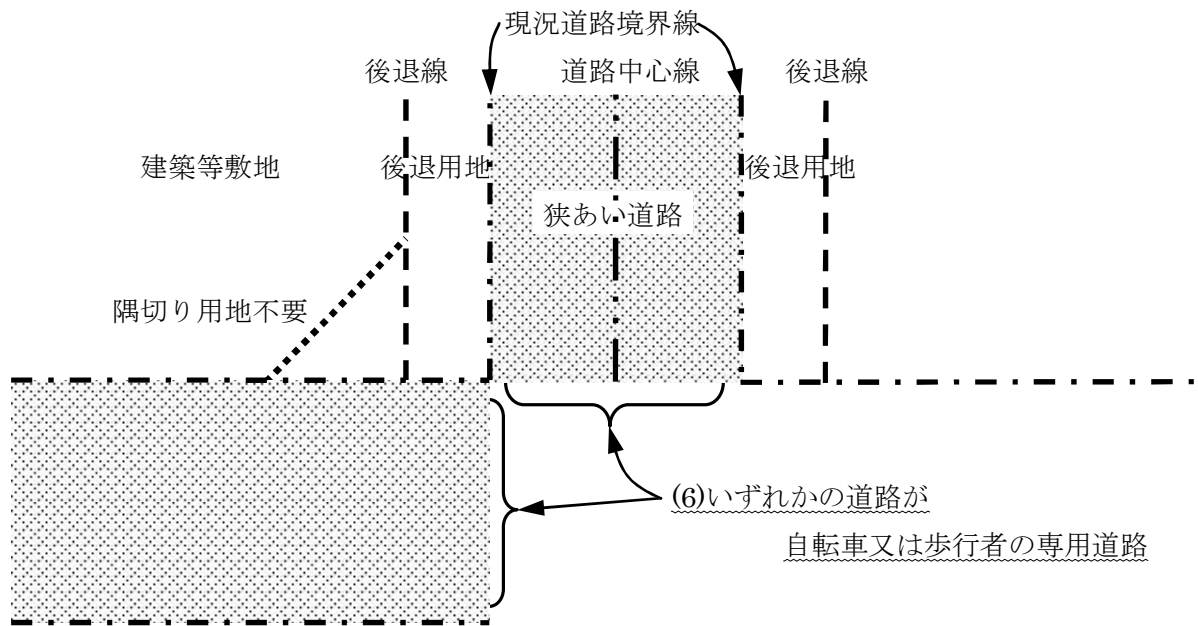 現況道路境界線
後退線
道路中心線
後退線
建築等敷地
後退用地
後退用地
狭あい道路
隅切り用地不要
(6)いずれかの道路が
自転車又は歩行者の専用道路